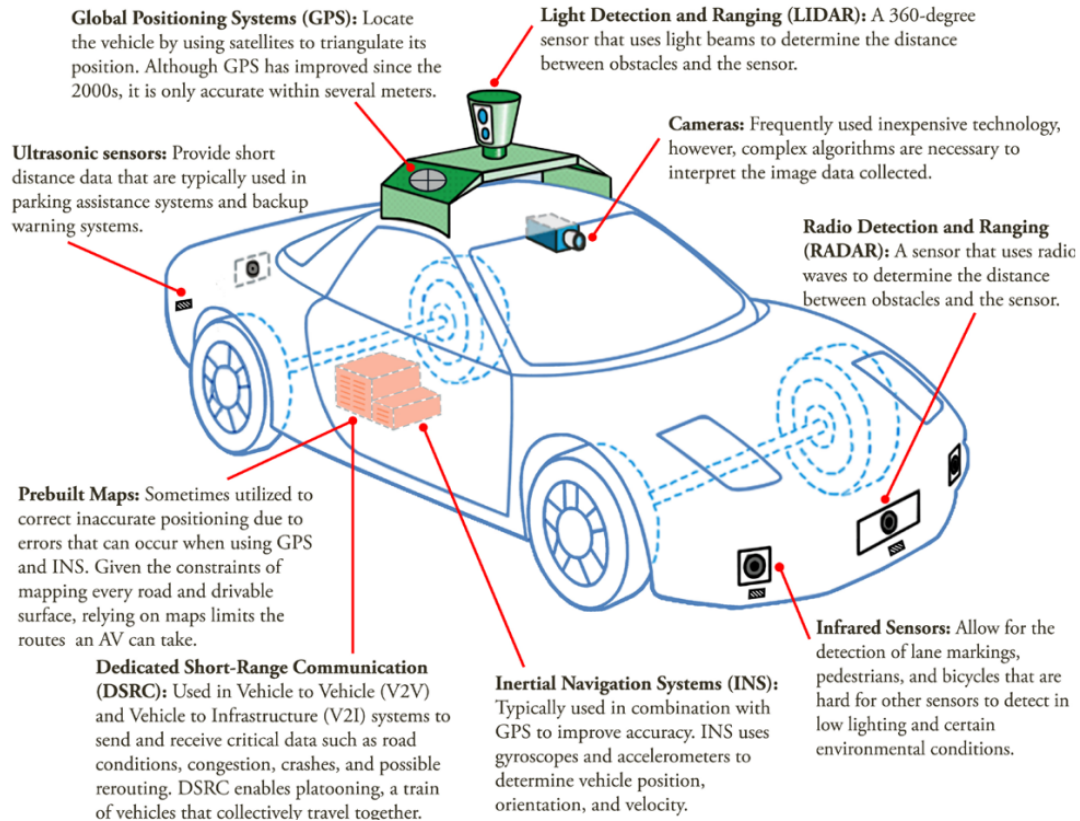 Global Positioning Systems (GPS): Locate
the vehicle by using satellites to triangulate its
position. Although GPS has improved since the
2000s, it is only accurate within several meters.
Light Detection and Ranging (LIDAR): A 360-degree
sensor that uses light beams to determine the distance
between obstacles and the sensor.
Cameras: Frequently used inexpensive technology,
however, complex algorithms are necessary to
interpret the image data collected.
Ultrasonic sensors: Provide short
distance data that are typically used in
parking assistance systems and backup
warning systems.
Radio Detection and Ranging
(RADAR): A sensor that uses radio
waves to determine the distance
between obstacles and the sensor.
Prebuilt Maps: Sometimes utilized to
correct inaccurate positioning due to
errors that can occur when using GPS
and INS. Given the constraints of
mapping every road and drivable
surface, relying on maps limits the
routes an AV can take.
Dedicated Short-Range Communication
(DSRC): Used in Vehicle to Vehicle (V2V)
and Vehicle to Infrastructure (V2I) systems to
send and receive critical data such as road
conditions, congestion, crashes, and possible
rerouting. DSRC enables platooning, a train
of vehicles that collectively travel together.
Inertial Navigation Systems (INS):
Typically used in combination with
GPS to improve accuracy. INS uses
gyroscopes and accelerometers to
determine vehicle position,
orientation, and velocity.
Infrared Sensors: Allow for the
detection of lane markings,
pedestrians, and bicycles that are
hard for other sensors to detect in
low lighting and certain
environmental conditions.